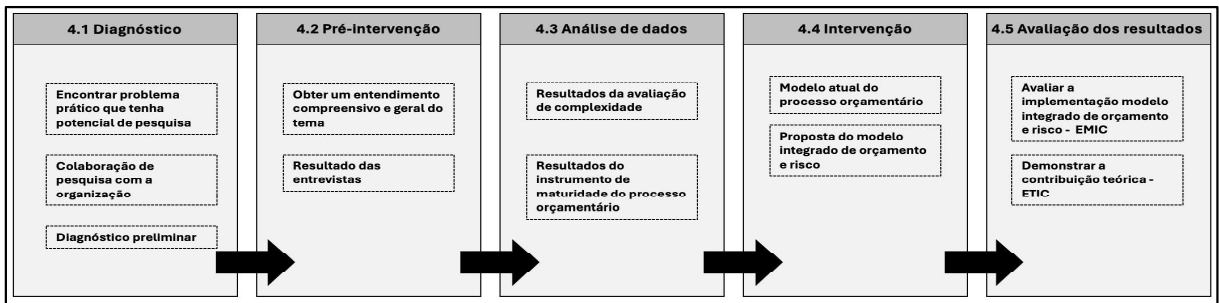 4.1 Diagnóstico
Encontrar problema
prático que tenha
potencial de pesquisa
Colaboração de
pesquisa com a
organização
Diagnóstico preliminar
4.2 Pré-intervenção
Obter um entendimento
compreensivo e geral do
tema
Resultado das
entrevistas
4.3 Análise de dados
Resultados da avaliação
de complexidade
Resultados do
instrumento de
maturidade do processo
orçamentário
4.4 Intervenção
Modelo atual do
processo orçamentário
Proposta do modelo
integrado de orçamento
e risco
4.5 Avaliação dos resultados
Avaliar a
implementação modelo
integrado de orçamento
e risco - EMIC
Demonstrar a
contribuição teórica -
ETIC